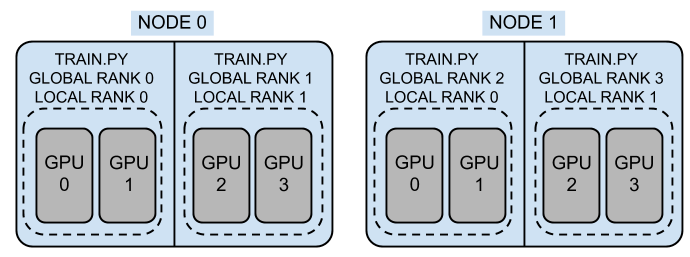 NODE 0
TRAIN.PY
GLOBAL RANK 0
LOCAL RANK 0
GPU
0
GPU
1
TRAIN.PY
GLOBAL RANK 1
LOCAL RANK 1
GPU
2
GPU
3
NODE 1
TRAIN.PY
GLOBAL RANK 2
LOCAL RANK 0
GPU
0
GPU
1
TRAIN.PY
GLOBAL RANK 3
LOCAL RANK 1
GPU
2
GPU
3